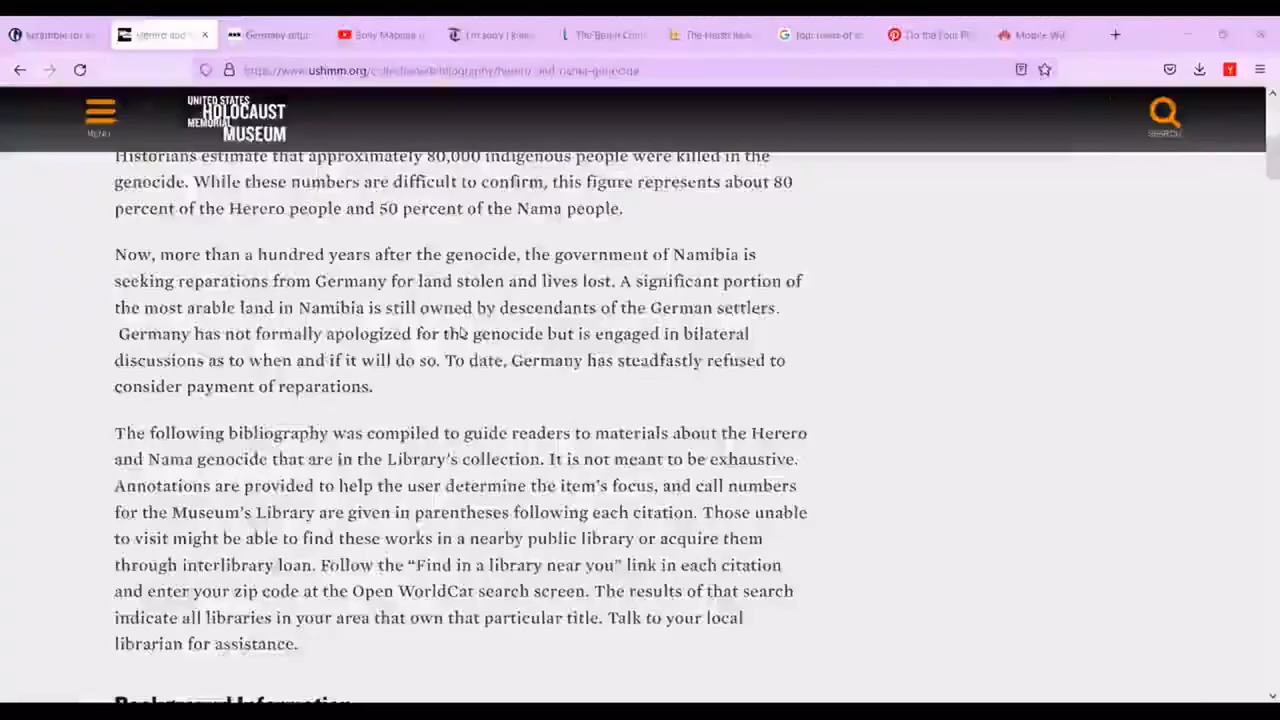 Germany
https://www.ushmm.org/
MENU
UNITED STATES
HOLOCAUST
MEMORIAL
MUSEUM
SEARCH
Historians estimate that approximately 80,000 indigenous people were killed in the
genocide. While these numbers are difficult to confirm, this figure represents about 80
percent of the Herero people and 50 percent of the Nama people.
Now, more than a hundred years after the genocide, the government of Namibia is
seeking reparations from Germany for land stolen and lives lost. A significant portion of
the most arable land in Namibia is still owned by descendants of the German settlers.
Germany has not formally apologized for the genocide but is engaged in bilateral
discussions as to when and if it will do so. To date, Germany has steadfastly refused to
consider payment of reparations.
The following bibliography was compiled to guide readers to materials about the Herero
and Nama genocide that are in the Library’s collection. It is not meant to be exhaustive.
Annotations are provided to help the user determine the item’s focus, and call numbers
for the Museum’s Library are given in parentheses following each citation. Those unable
to visit might be able to find these works in a nearby public library or acquire them
through interlibrary loan. Follow the “Find in a library near you” link in each citation
and enter your zip code at the Open WorldCat search screen. The results of that search
indicate all libraries in your area that own that particular title. Talk to your local
librarian for assistance.
Background Information